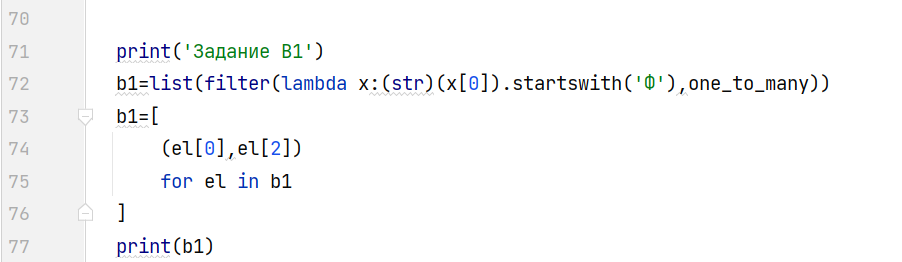 70
71 print('Задание В1')
72 b1=list(filter(lambda x:(str)(x[0]).startswith('Ф'),one_to_many))
73 b1=[
74     (el[0],el[2])
75     for el in b1
76 ]
77 print(b1)